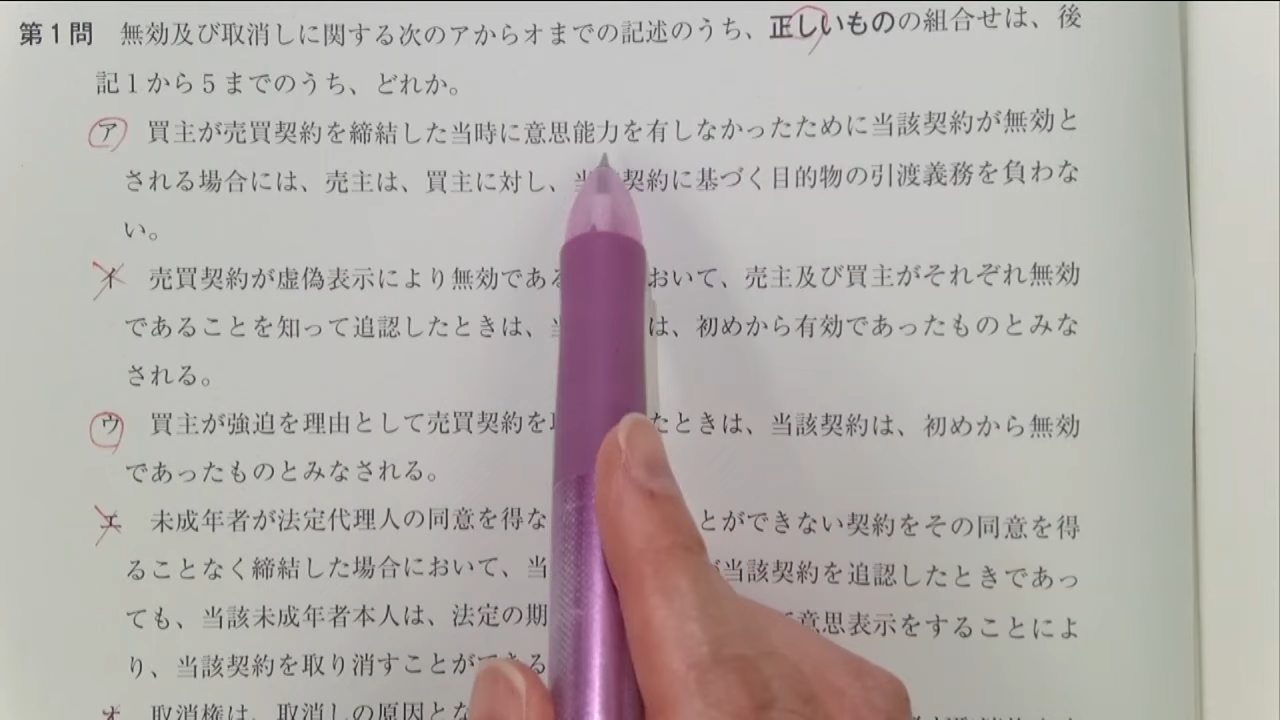 第1問 無効及び取消しに関する次のアからオまでの記述のうち、正しいものの組合せは、後
記1から5までのうち、どれか。
ア 買主が売買契約を締結した当時に意思能力を有しなかったために当該契約が無効と
される場合には、売主は、買主に対し、当 契約に基づく目的物の引渡義務を負わな
い。
イ 売買契約が虚偽表示により無効である おいて、売主及び買主がそれぞれ無効
であることを知って追認したときは、当 は、初めから有効であったものとみな
される。
ウ 買主が強迫を理由として売買契約を たときは、当該契約は、初めから無効
であったものとみなされる。
エ 未成年者が法定代理人の同意を得な とができない契約をその同意を得
ることなく締結した場合において、当 が当該契約を追認したときであっ
ても、当該未成年者本人は、法定の期 意思表示をすることによ
り、当該契約を取り消すことができる
オ 取消権は、取消しの原因とな